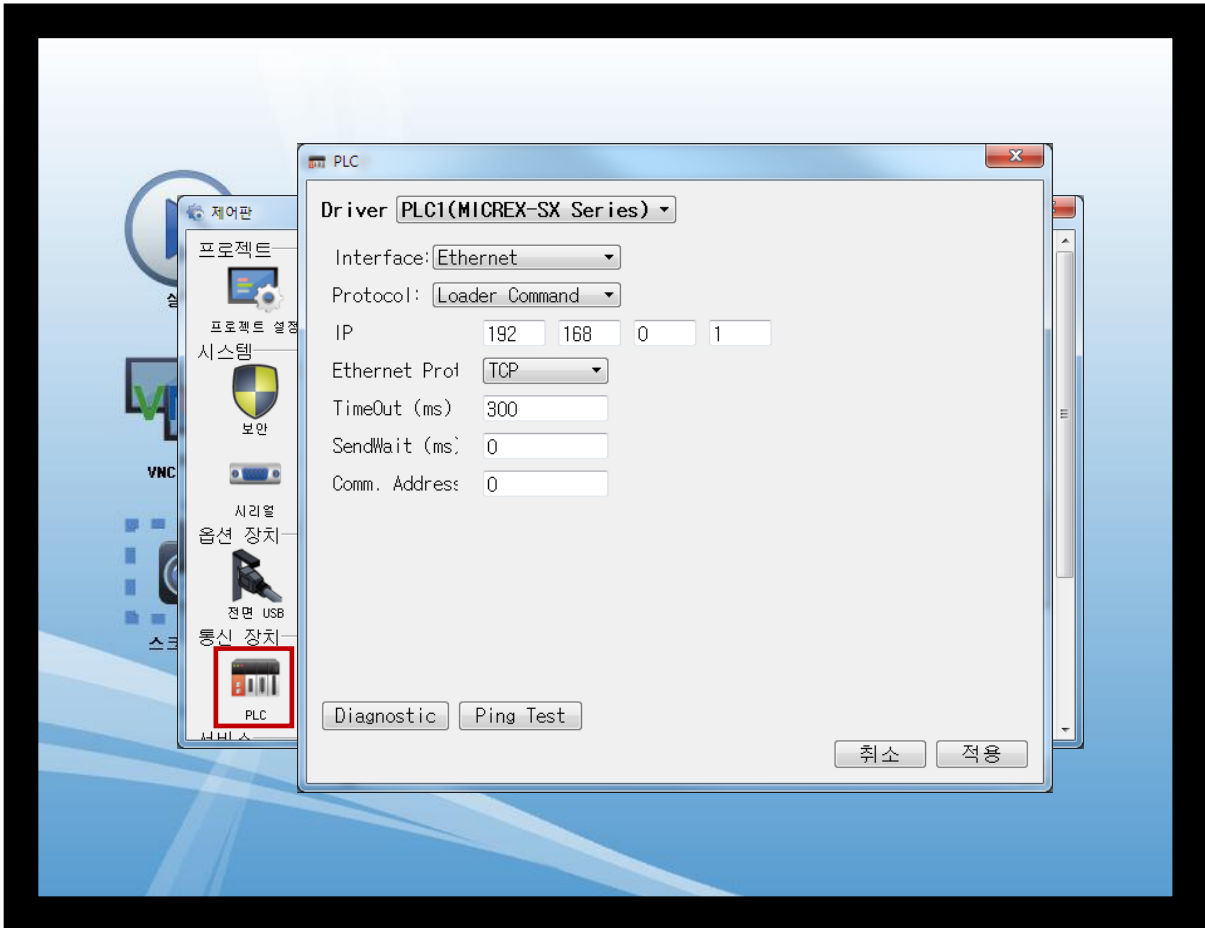 PLC
제어판
Driver PLC1(MICREX-SX Series)
프로젝트
Interface: Ethernet
Protocol: Loader Command
프로젝트 설정
IP 192 168 0 1
시스템
Ethernet Prot TCP
TimeOut (ms) 300
보안
SendWait (ms) 0
VNC
Comm. Address 0
시리얼
옵션 장치
전면 USB
통신 장치
PLC
Diagnostic Ping Test
취소 적용